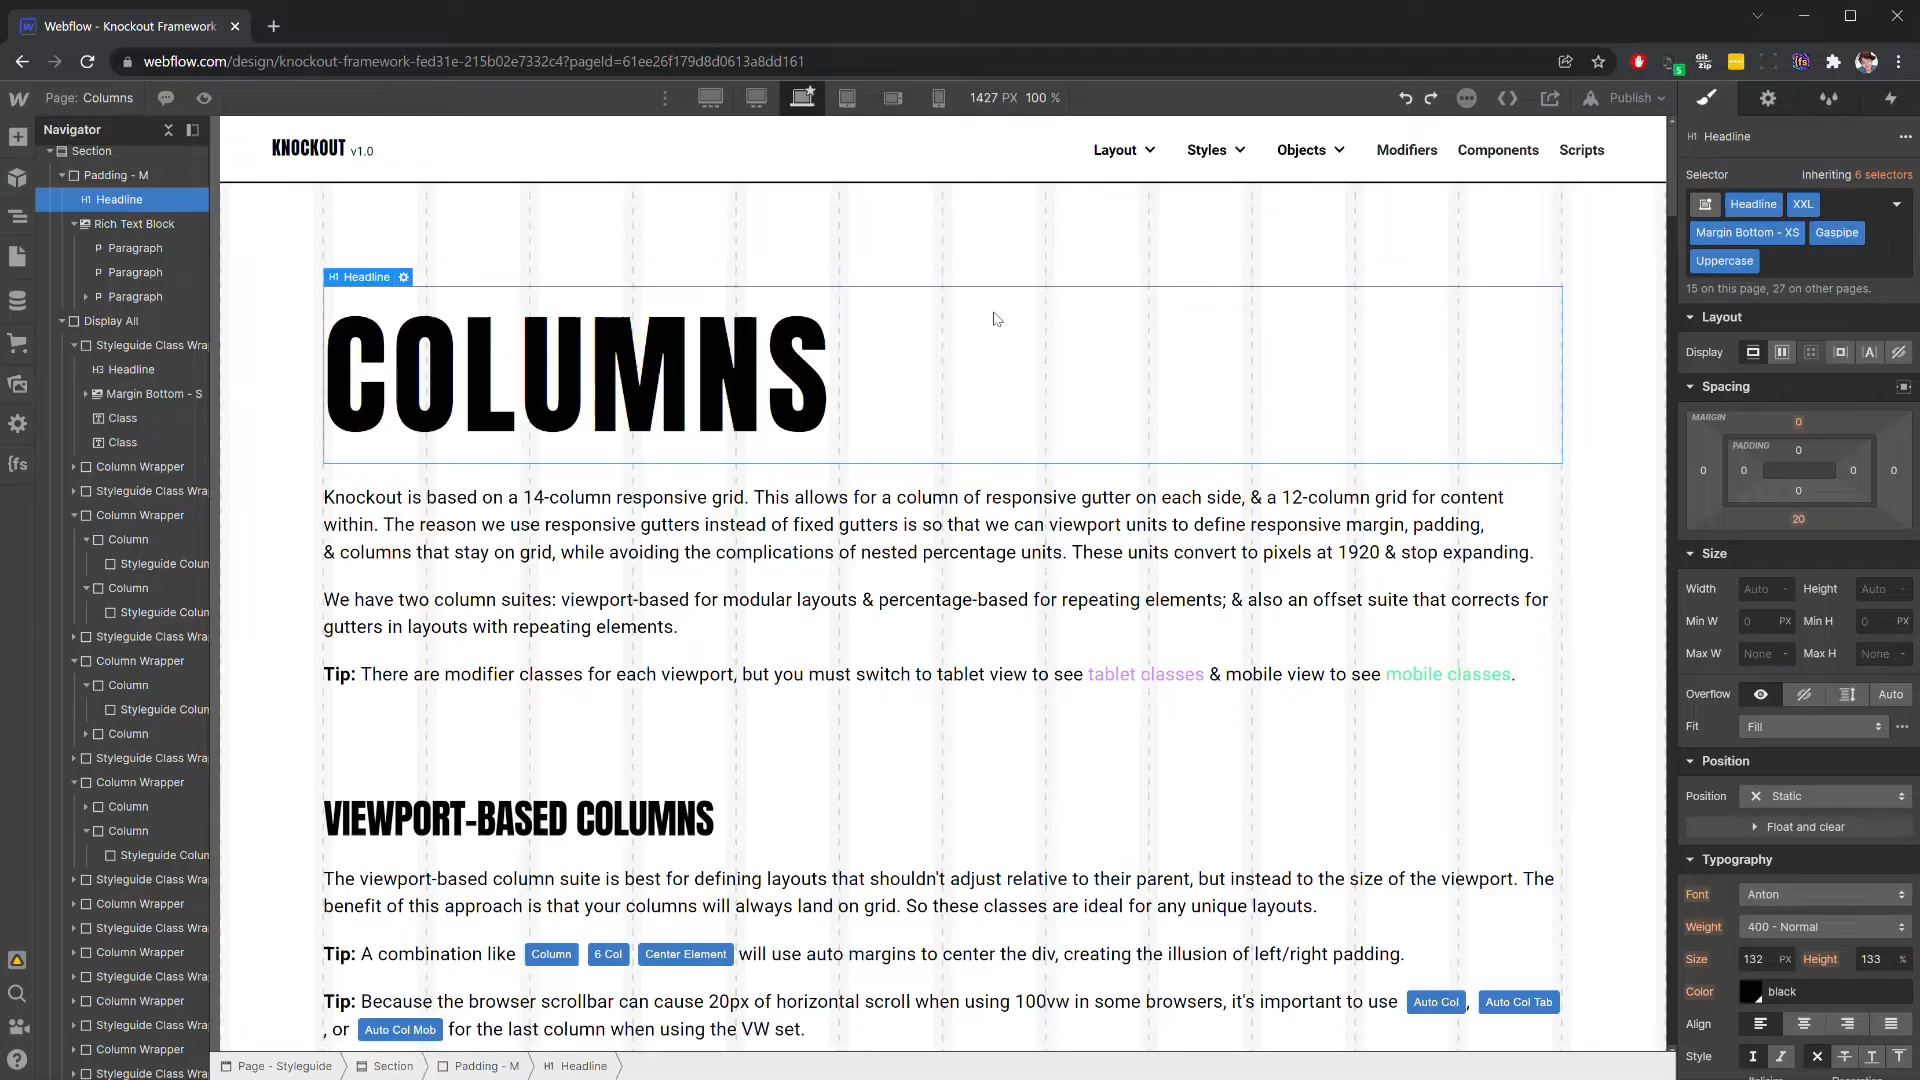 Webflow - Knockout Framework
webflow.com/design/knockout-framework-fed31e-215b02e7332c4?pageId=61ee26f179d8d0613a8dd161
Git Zip
5
{fs
Page: Columns
1427 PX 100 %
Publish
Navigator
Section
Padding - M
H1 Headline
Rich Text Block
P Paragraph
P Paragraph
P Paragraph
Display All
Styleguide Class Wra
H3 Headline
Margin Bottom - S
Class
Class
Column Wrapper
Styleguide Class Wra
Column Wrapper
Column
Styleguide Colun
Column
Styleguide Colun
Styleguide Class Wra
Column Wrapper
Column
Styleguide Colun
Column
Styleguide Class Wra
Column Wrapper
Column
Column
Styleguide Colun
Styleguide Class Wra
Column Wrapper
Styleguide Class Wra
Column Wrapper
Styleguide Class Wra
Column Wrapper
Styleguide Class Wra
Column Wrapper
Styleguide Class Wra
{fs
KNOCKOUT v1.0
Layout Styles Objects Modifiers Components Scripts
H1 Headline
COLUMNS
Knockout is based on a 14-column responsive grid. This allows for a column of responsive gutter on each side, & a 12-column grid for content
within. The reason we use responsive gutters instead of fixed gutters is so that we can viewport units to define responsive margin, padding,
& columns that stay on grid, while avoiding the complications of nested percentage units. These units convert to pixels at 1920 & stop expanding.
We have two column suites: viewport-based for modular layouts & percentage-based for repeating elements; & also an offset suite that corrects for
gutters in layouts with repeating elements.
Tip: There are modifier classes for each viewport, but you must switch to tablet view to see tablet classes & mobile view to see mobile classes.
VIEWPORT-BASED COLUMNS
The viewport-based column suite is best for defining layouts that shouldn't adjust relative to their parent, but instead to the size of the viewport. The
benefit of this approach is that your columns will always land on grid. So these classes are ideal for any unique layouts.
Tip: A combination like Column 6 Col Center Element will use auto margins to center the div, creating the illusion of left/right padding.
Tip: Because the browser scrollbar can cause 20px of horizontal scroll when using 100vw in some browsers, it's important to use Auto Col, Auto Col Tab
, or Auto Col Mob for the last column when using the VW set.
Page - Styleguide Section Padding - M H1 Headline
H1 Headline
Selector Inheriting 6 selectors
Headline XXL
Margin Bottom - XS Gaspipe
Uppercase
15 on this page, 27 on other pages.
Layout
Display
Spacing
MARGIN
0
PADDING
0
0 0 0 0
0
20
Size
Width Auto - Height Auto -
Min W 0 PX Min H 0 PX
Max W None - Max H None -
Overflow Auto
Fit Fill
Position
Position Static
Float and clear
Typography
Font Anton
Weight 400 - Normal
Size 132 PX Height 133 %
Color black
Align
Style